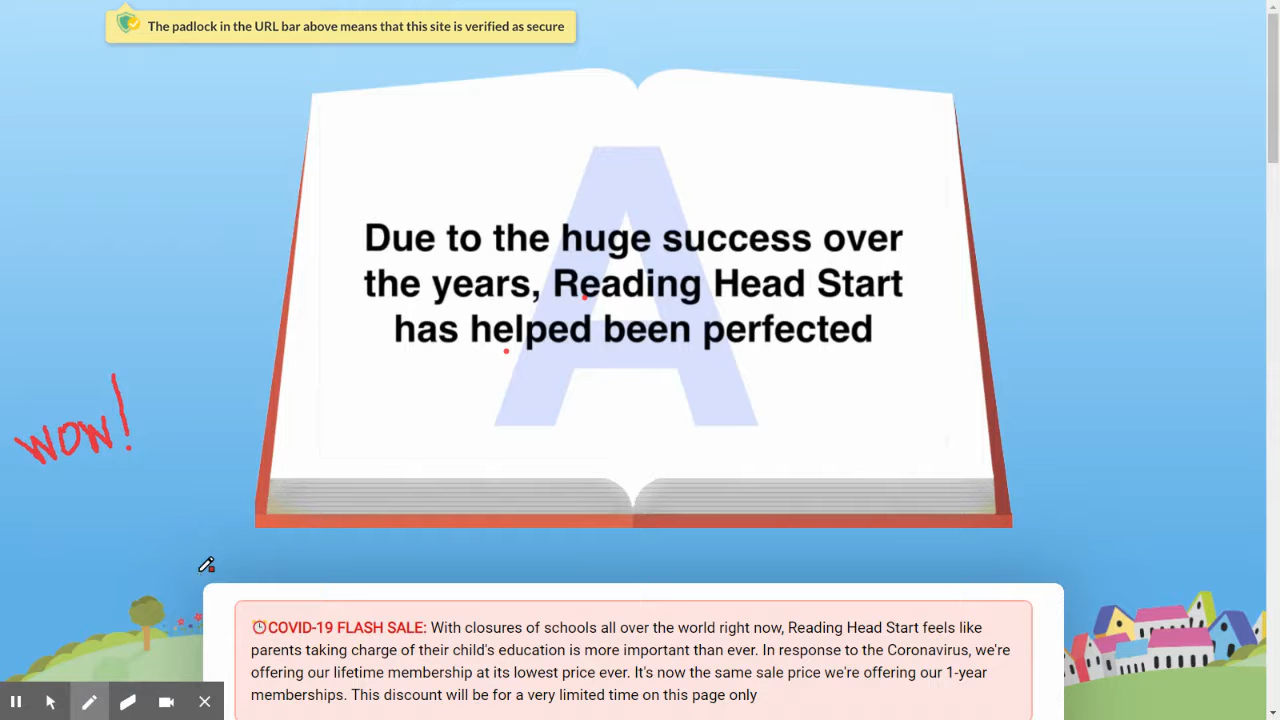 The padlock in the URL bar above means that this site is verified as secure
A
Due to the huge success over
the years, Reading Head Start
has helped been perfected
wow!
COVID-19 FLASH SALE: With closures of schools all over the world right now, Reading Head Start feels like
parents taking charge of their child's education is more important than ever. In response to the Coronavirus, we're
offering our lifetime membership at its lowest price ever. It's now the same sale price we're offering our 1-year
memberships. This discount will be for a very limited time on this page only